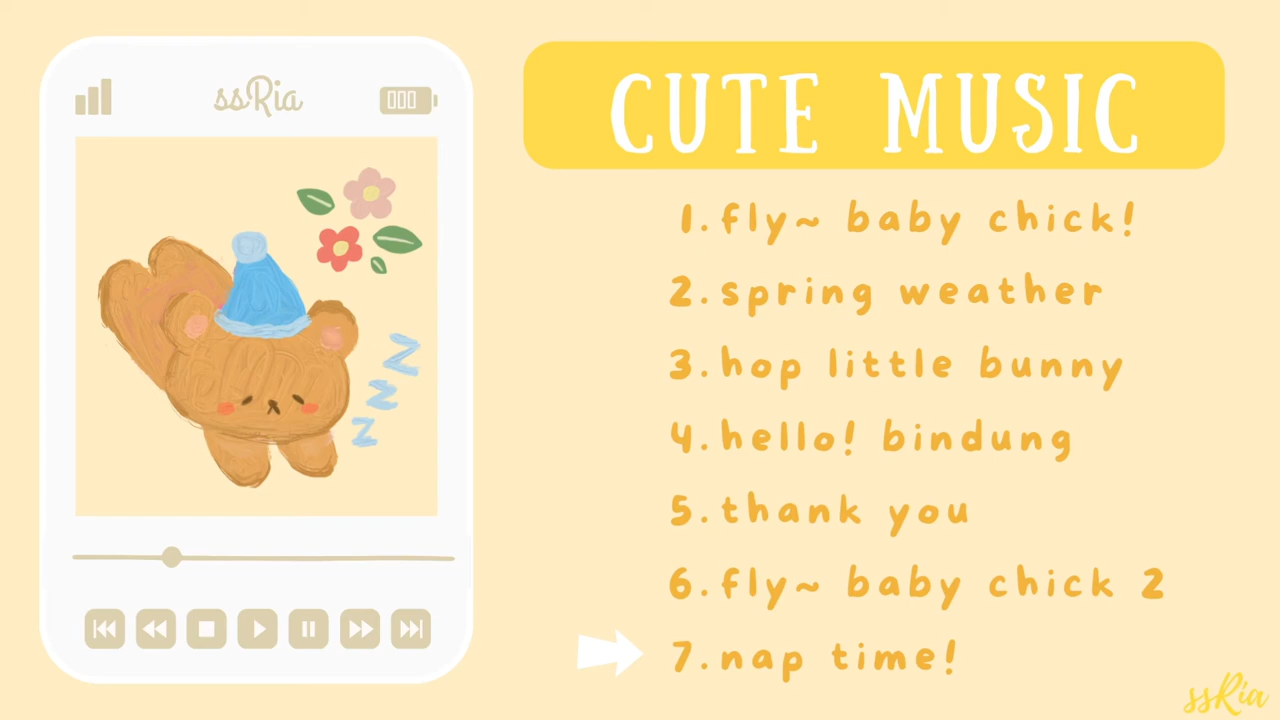 ssRia
z
z
z
CUTE MUSIC
1. fly~ baby chick!
2. spring weather
3. hop little bunny
4. hello! bindung
5. thank you
6. fly~ baby chick 2
7. nap time!
ssRia